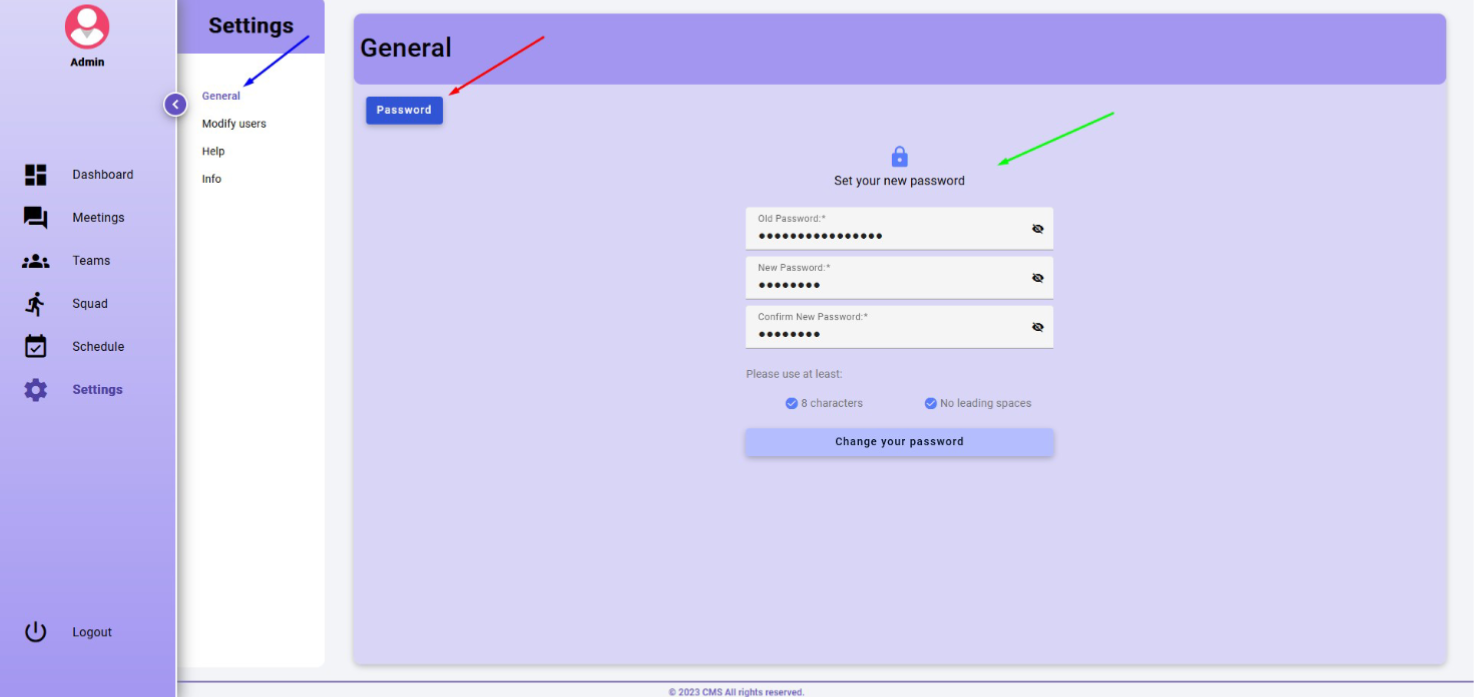 Admin
Dashboard
Meetings
Teams
Squad
Schedule
Settings
Logout
Settings
General
Modify users
Help
Info
General
Password
Set your new password
Old Password:*
••••••••••••••••
New Password:*
••••••••
Confirm New Password:*
••••••••
Please use at least:
8 characters No leading spaces
Change your password
© 2023 CMS All rights reserved.